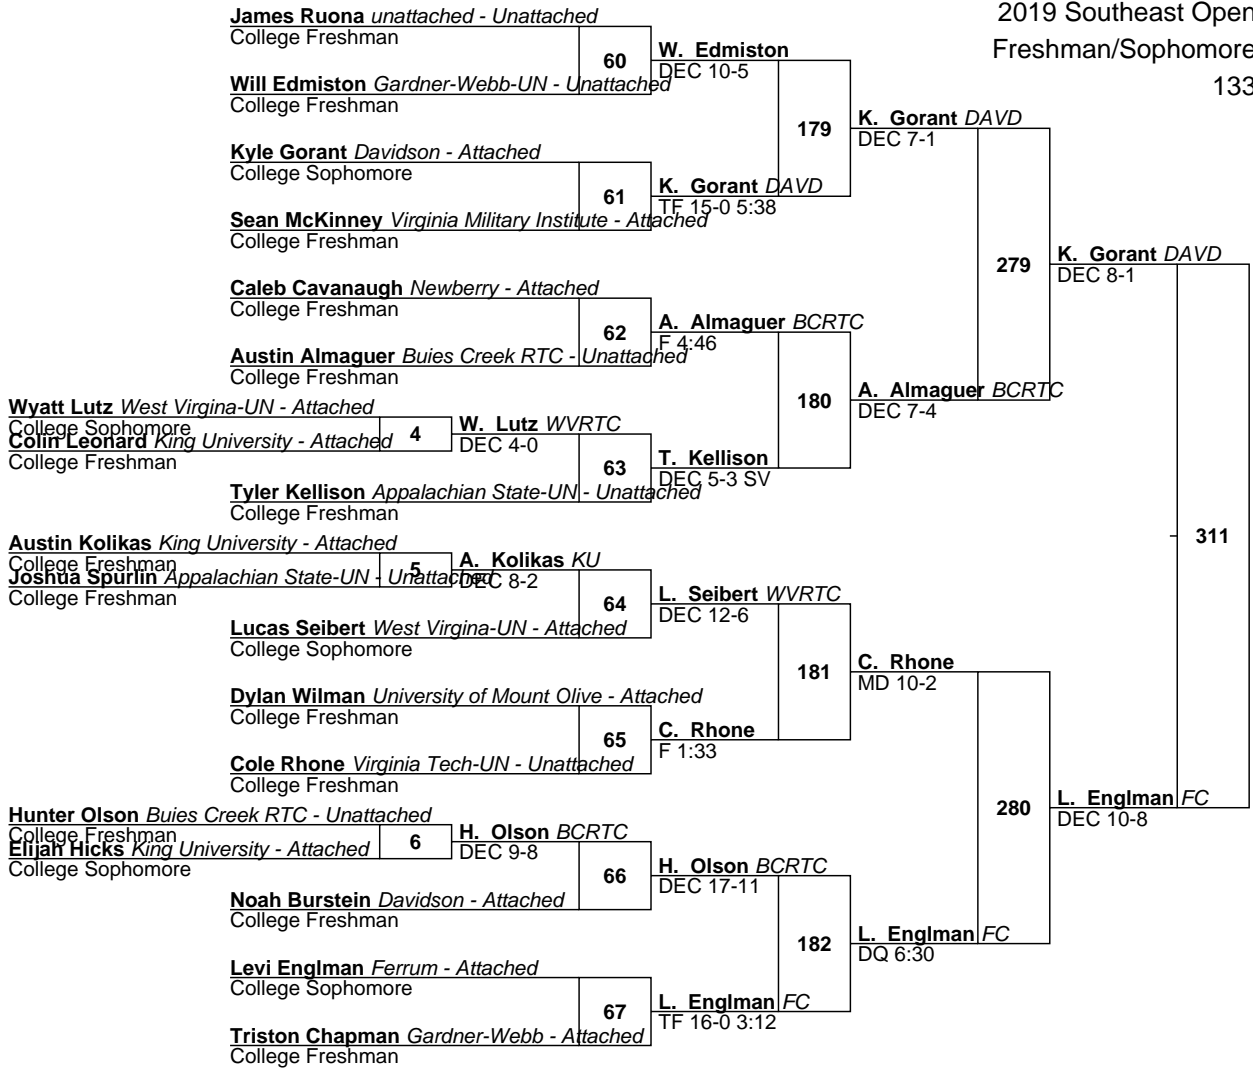 James Ruona unattached - Unattached
College Freshman
60
Will Edmiston Gardner-Webb-UN - Unattached
College Freshman
Kyle Gorant Davidson - Attached
College Sophomore
61
Sean McKinney Virginia Military Institute - Attached
College Freshman
Caleb Cavanaugh Newberry - Attached
College Freshman
62
Austin Almaguer Buies Creek RTC - Unattached
College Freshman
Wyatt Lutz West Virgina-UN - Attached
College Sophomore
4
Colin Leonard King University - Attached
College Freshman
W. Lutz WVRTC
DEC 4-0
63
Tyler Kellison Appalachian State-UN - Unattached
College Freshman
Austin Kolikas King University - Attached
College Freshman
5
Joshua Spurlin Appalachian State-UN - Unattached
College Freshman
A. Kolikas KU
DEC 8-2
64
Lucas Seibert West Virgina-UN - Attached
College Sophomore
Dylan Wilman University of Mount Olive - Attached
College Freshman
65
Cole Rhone Virginia Tech-UN - Unattached
College Freshman
Hunter Olson Buies Creek RTC - Unattached
College Freshman
6
Elijah Hicks King University - Attached
College Sophomore
H. Olson BCRTC
DEC 9-8
66
Noah Burstein Davidson - Attached
College Freshman
Levi Englman Ferrum - Attached
College Sophomore
67
Triston Chapman Gardner-Webb - Attached
College Freshman
W. Edmiston
DEC 10-5
179
K. Gorant DAVD
TF 15-0 5:38
A. Almaguer BCRTC
F 4:46
180
T. Kellison
DEC 5-3 SV
L. Seibert WVRTC
DEC 12-6
181
C. Rhone
F 1:33
H. Olson BCRTC
DEC 17-11
182
L. Englman FC
TF 16-0 3:12
K. Gorant DAVD
DEC 7-1
279
A. Almaguer BCRTC
DEC 7-4
C. Rhone
MD 10-2
280
L. Englman FC
DQ 6:30
K. Gorant DAVD
DEC 8-1
311
L. Englman FC
DEC 10-8
2019 Southeast Open
Freshman/Sophomore
133